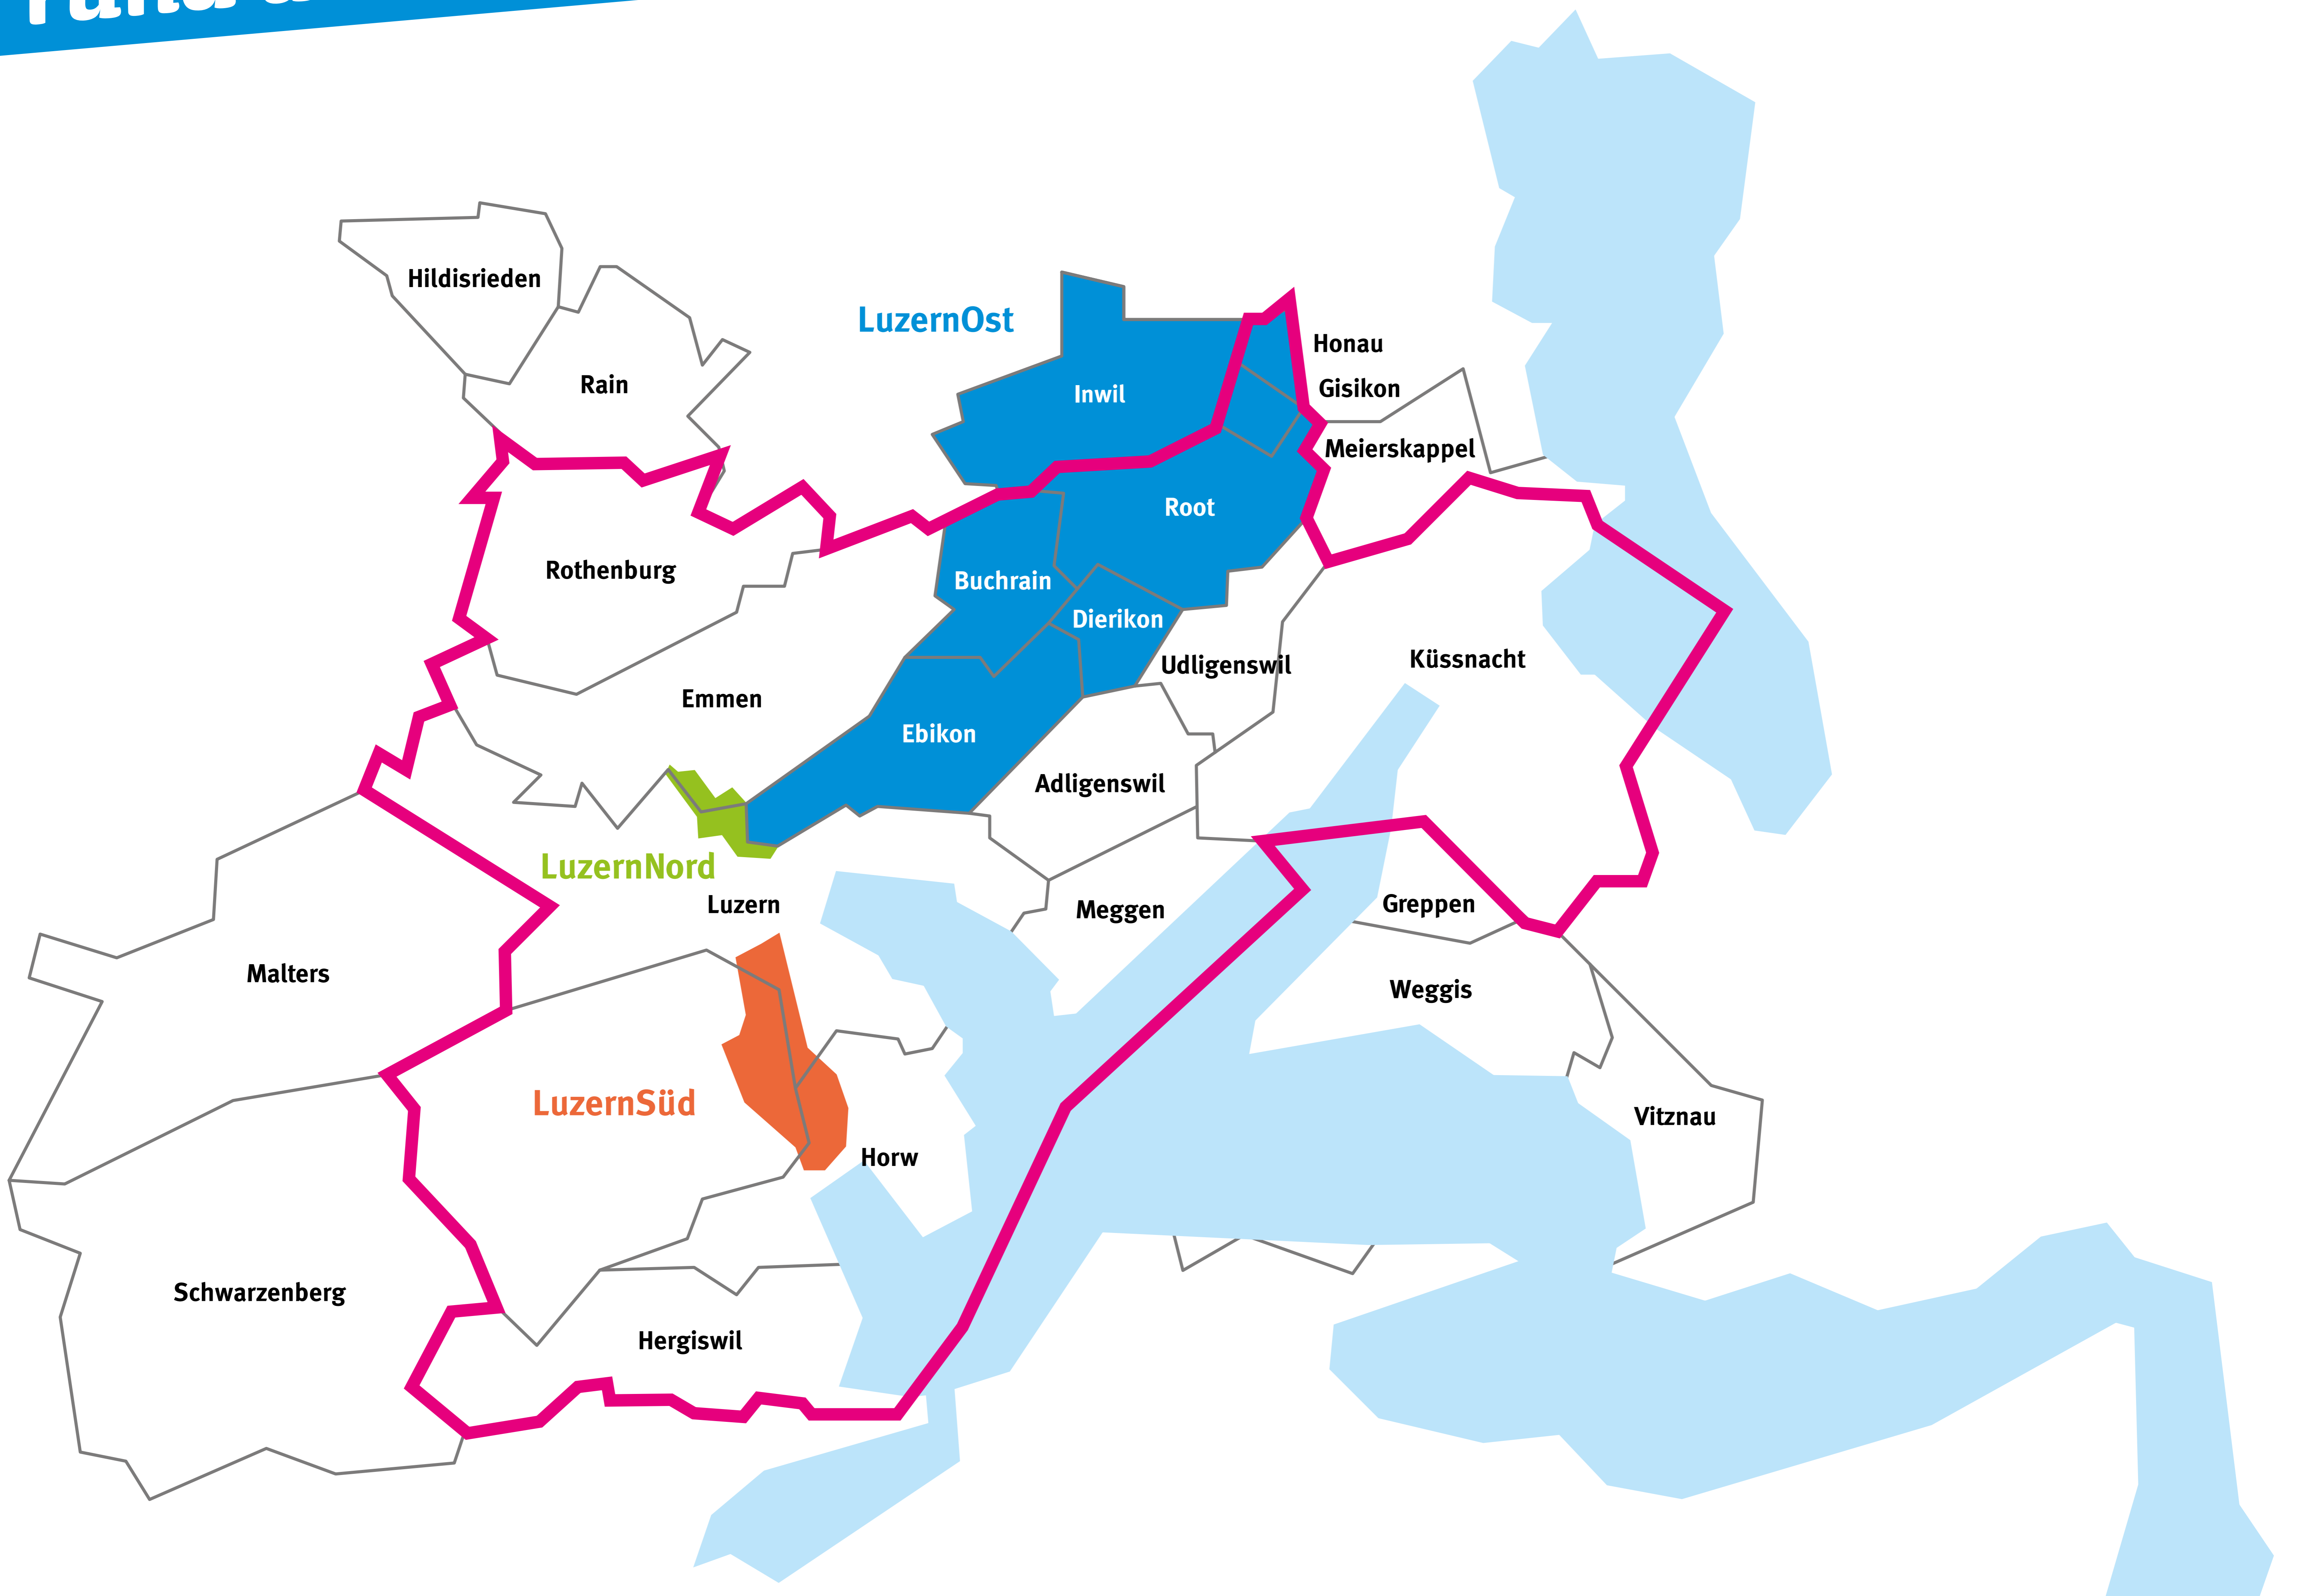 Hildisrieden
LuzernOst
Honau
Rain
Inwil
Gisikon
Meierskappel
Root
Rothenburg
Buchrain
Dierikon
Udligenswil
Küssnacht
Emmen
Ebikon
Adligenswil
LuzernNord
Luzern
Meggen
Greppen
Malters
Weggis
LuzernSüd
Vitznau
Horw
Schwarzenberg
Hergiswil